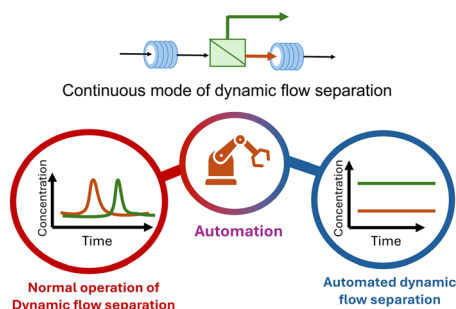 Continuous mode of dynamic flow separation
Concentration
Time
Automation
Concentration
Time
Normal operation of
Dynamic flow separation
Automated dynamic
flow separation